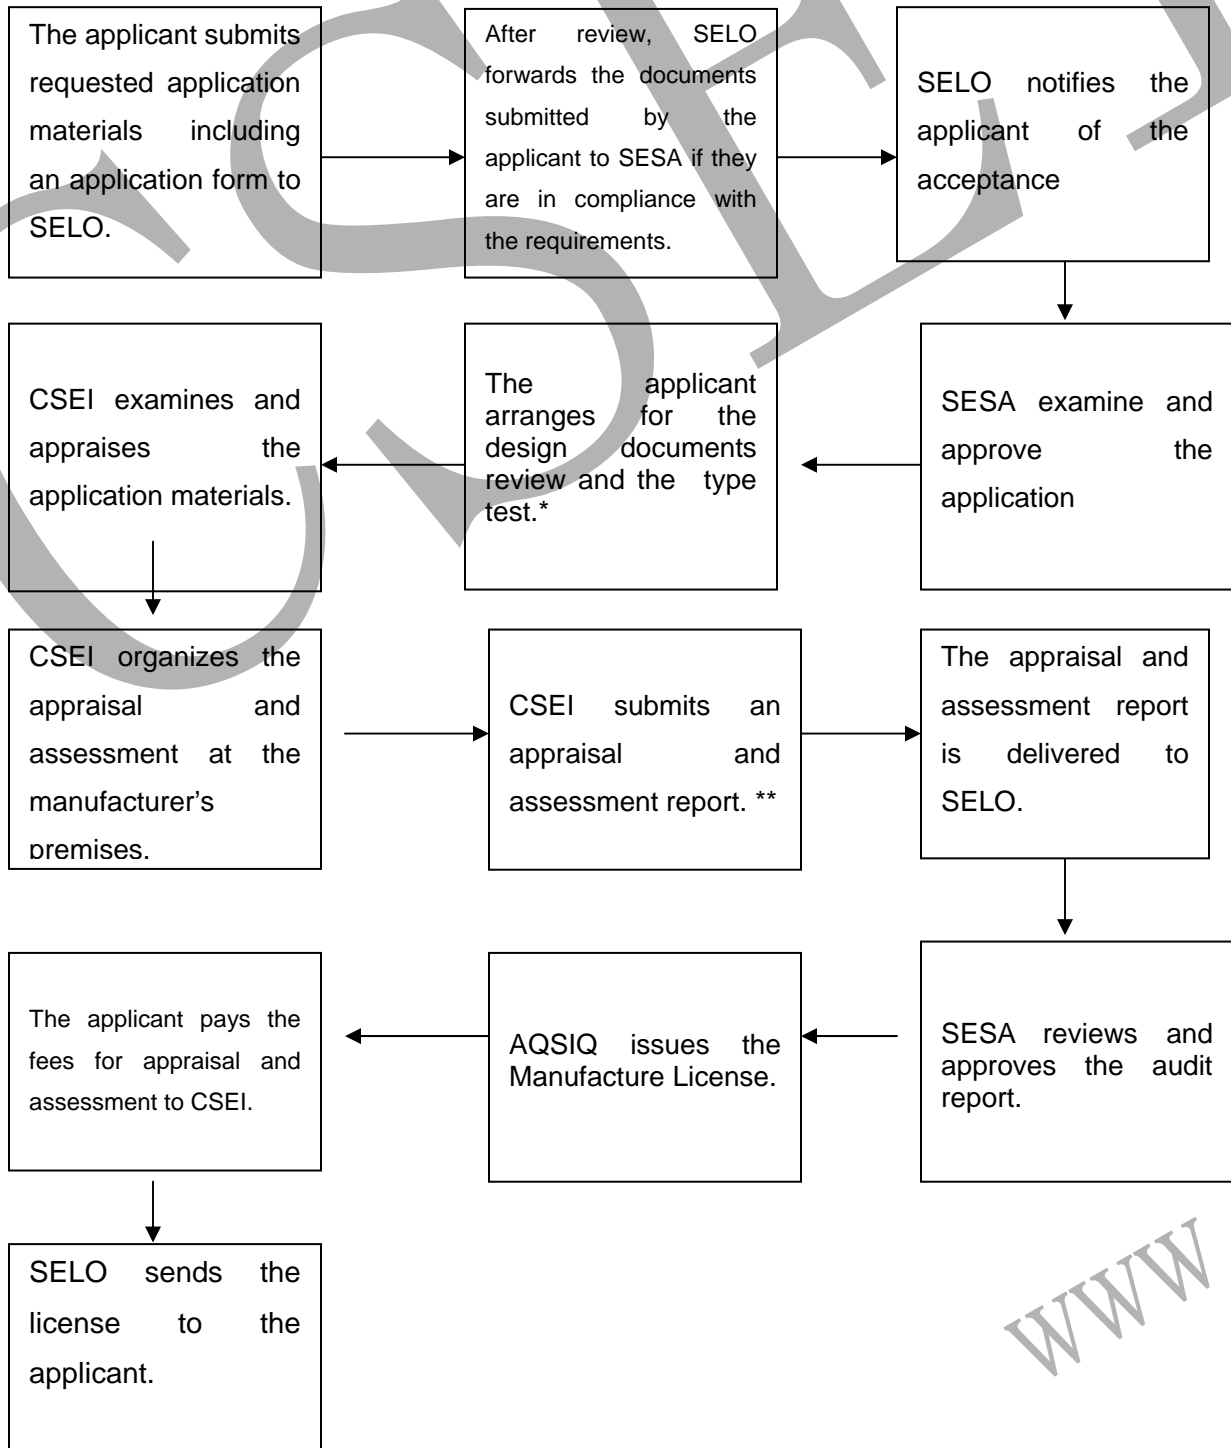 The applicant submits
requested application
materials including
an application form to
SELO.
After review, SELO
forwards the documents
submitted by the
applicant to SESA if they
are in compliance with
the requirements.
SELO notifies the
applicant of the
acceptance
SESA examine and
approve the
application
The applicant
arranges for the
design documents
review and the type
test.*
CSEI examines and
appraises the
application materials.
CSEI organizes the
appraisal and
assessment at the
manufacturer’s
premises.
CSEI submits an
appraisal and
assessment report. **
The appraisal and
assessment report
is delivered to
SELO.
SESA reviews and
approves the audit
report.
AQSIQ issues the
Manufacture License.
The applicant pays the
fees for appraisal and
assessment to CSEI.
SELO sends the
license to the
applicant.
CSEI
WWW